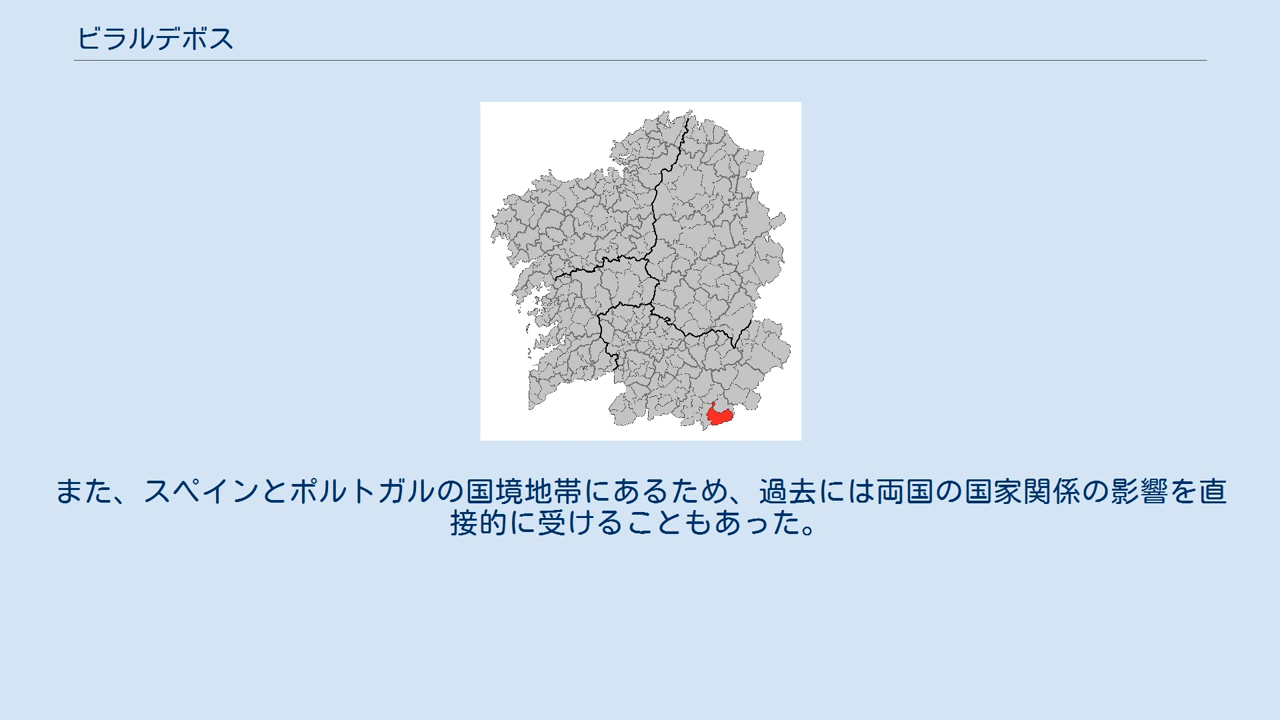 ビラルデボス
また、スペインとポルトガルの国境地帯にあるため、過去には両国の国家関係の影響を直
接的に受けることもあった。